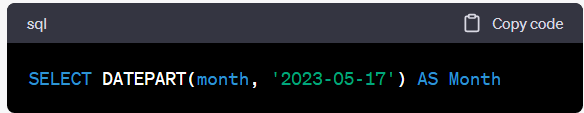 sql Copy code
SELECT DATEPART(month, '2023-05-17') AS Month